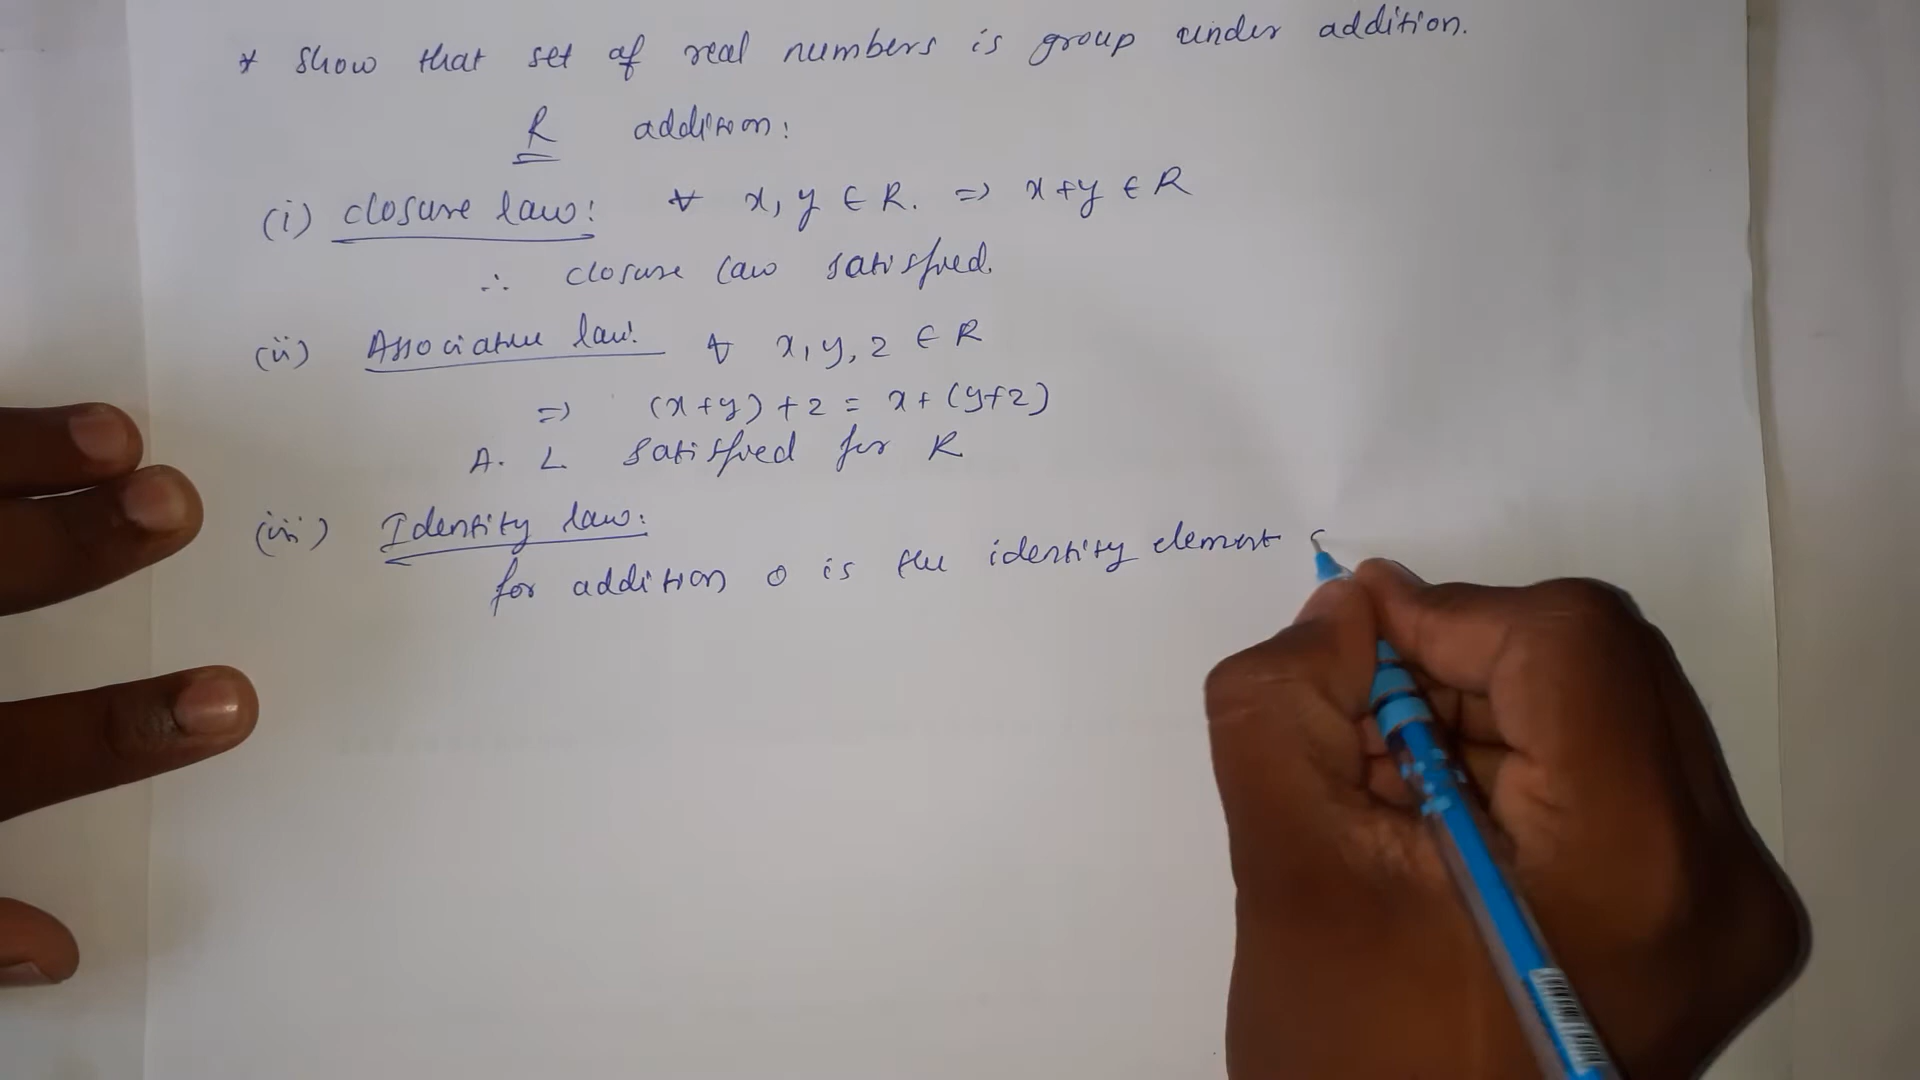 * Show that set of real numbers is group under addition.
R addition:
(i) closure law: ∀ x, y ∈ R. => x+y ∈ R
∴ closure law satisfied.
(ii) Associative law: ∀ x, y, z ∈ R
=> (x+y)+z = x+(y+z)
A. L satisfied for R
(iii) Identity law:
for addition 0 is the identity element